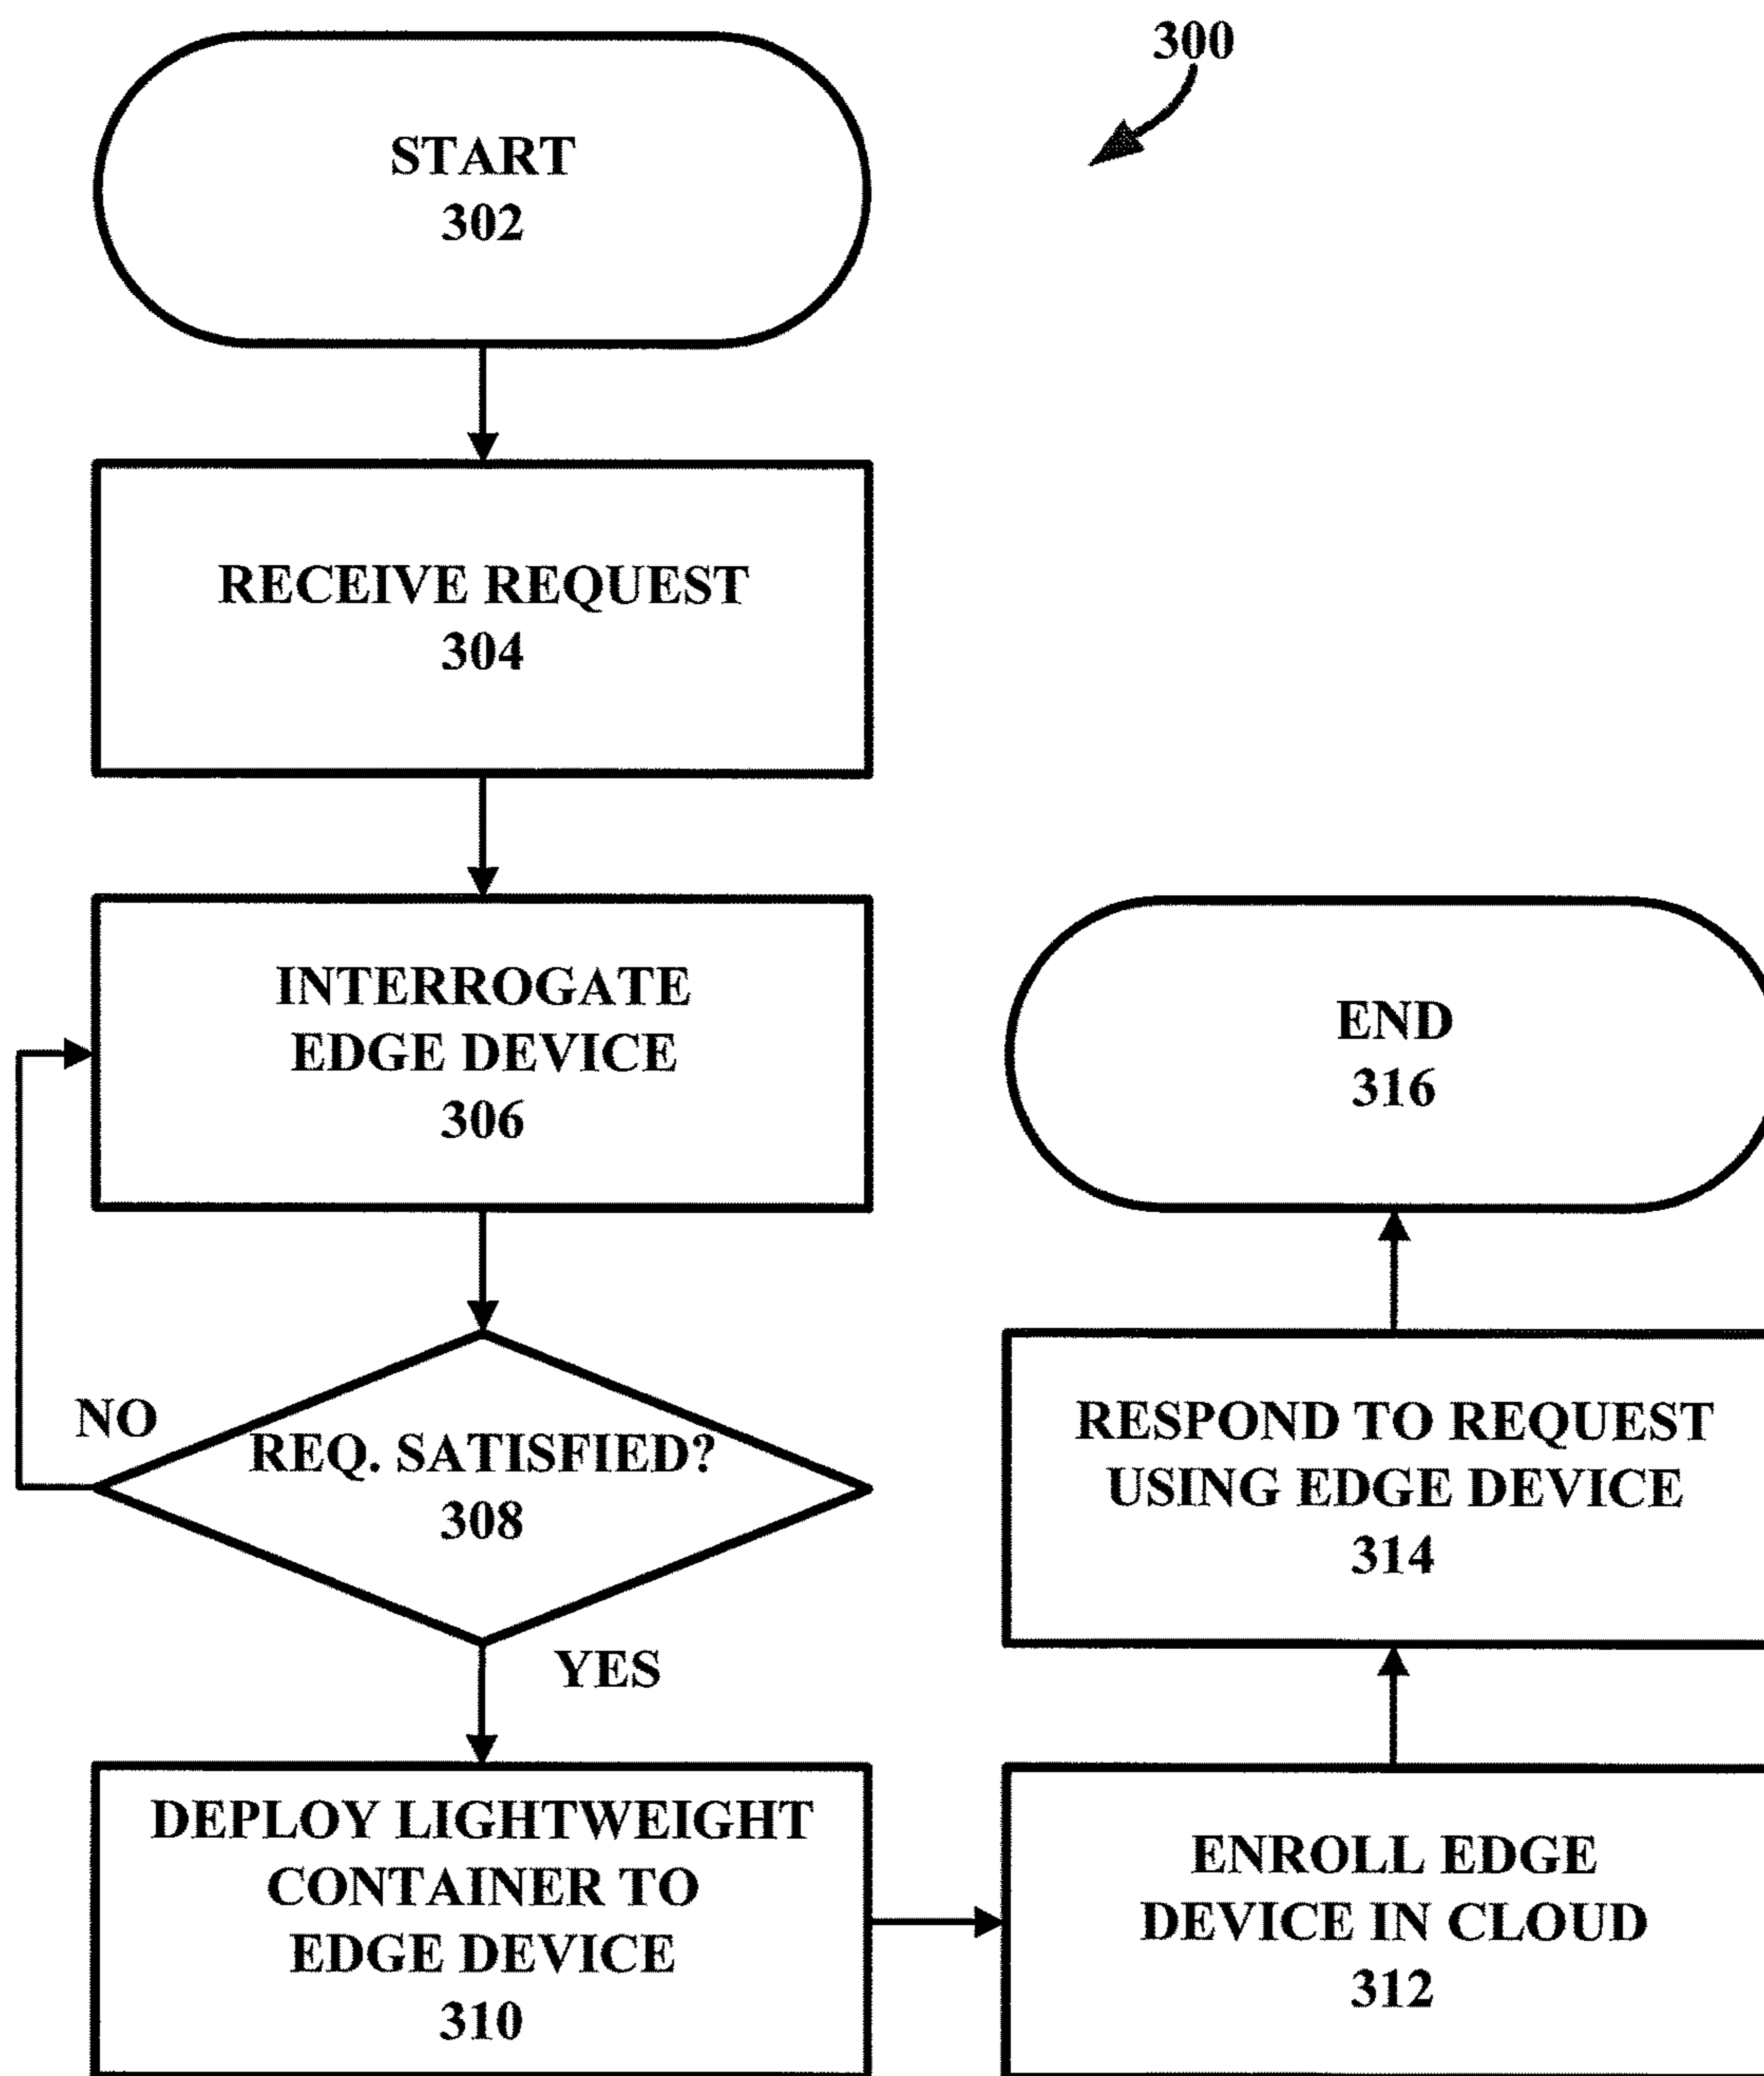 300
START
302
RECEIVE REQUEST
304
INTERROGATE
EDGE DEVICE
306
NO
REQ. SATISFIED?
308
YES
DEPLOY LIGHTWEIGHT
CONTAINER TO
EDGE DEVICE
310
ENROLL EDGE
DEVICE IN CLOUD
312
RESPOND TO REQUEST
USING EDGE DEVICE
314
END
316